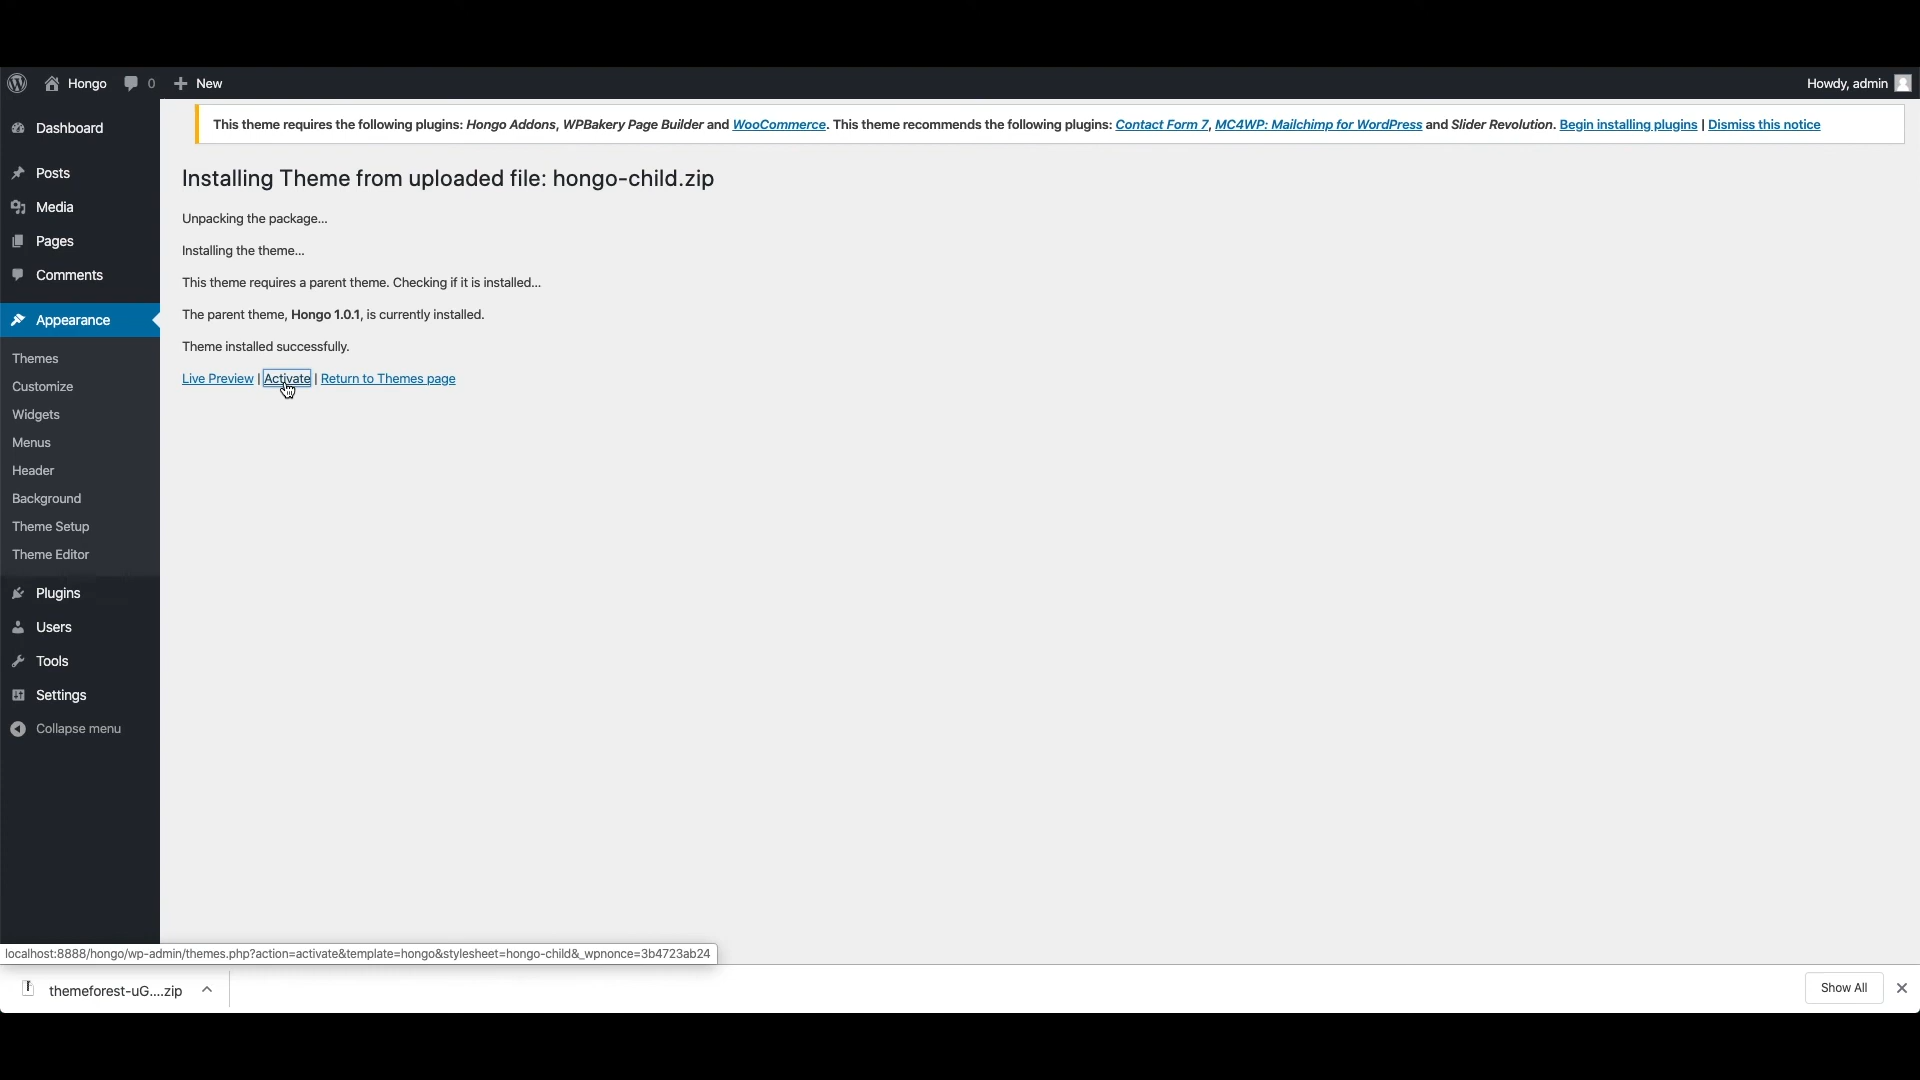 Hongo 0 New Howdy, admin
This theme requires the following plugins: Hongo Addons, WPBakery Page Builder and WooCommerce. This theme recommends the following plugins: Contact Form 7, MC4WP: Mailchimp for WordPress and Slider Revolution. Begin installing plugins | Dismiss this notice
Dashboard
Posts
Media
Pages
Comments
Appearance
Themes
Customize
Widgets
Menus
Header
Background
Theme Setup
Theme Editor
Plugins
Users
Tools
Settings
Collapse menu
Installing Theme from uploaded file: hongo-child.zip
Unpacking the package...
Installing the theme...
This theme requires a parent theme. Checking if it is installed...
The parent theme, Hongo 1.0.1, is currently installed.
Theme installed successfully.
Live Preview | Activate | Return to Themes page
localhost:8888/hongo/wp-admin/themes.php?action=activate&template=hongo&stylesheet=hongo-child&_wpnonce=3b4723ab24
themeforest-uG....zip Show All